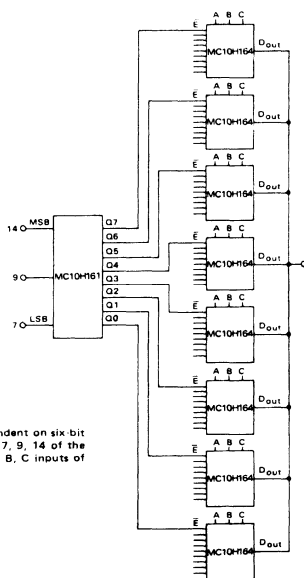 A B C
E
MC10H164
Dout
A B C
E
MC10H164
Dout
A B C
E
MC10H164
Dout
14 MSB
Q7
Q6
Q5
A B C
E
MC10H164
Dout
9
MC10H161
Q4
Q3
Q2
Q1
7 LSB
Q0
A B C
E
MC10H164
Dout
ndent on six-bit
7, 9, 14 of the
B, C inputs of
A B C
E
MC10H164
Dout
A B C
E
MC10H164
Dout
A B C
E
MC10H164
Dout